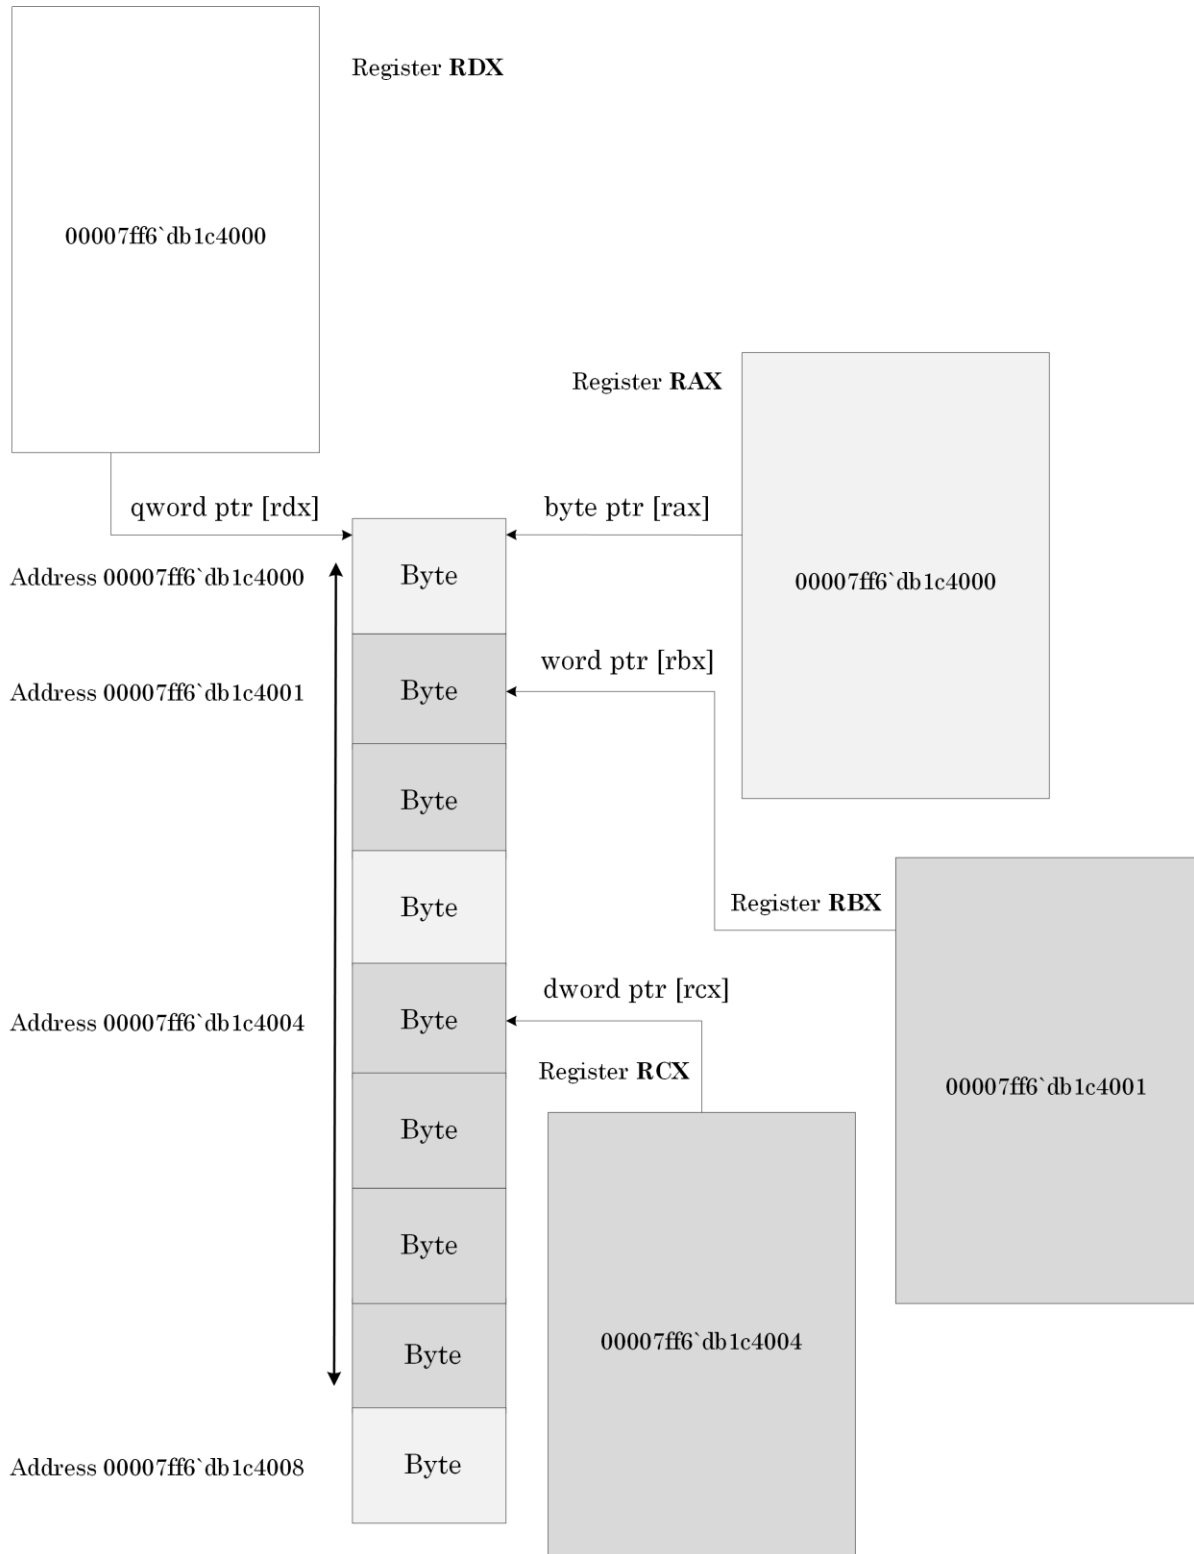 Register RDX
00007ff6`db1c4000
Register RAX
qword ptr [rdx]
byte ptr [rax]
Address 00007ff6`db1c4000
Byte
00007ff6`db1c4000
word ptr [rbx]
Address 00007ff6`db1c4001
Byte
Byte
Register RBX
Byte
dword ptr [rcx]
Address 00007ff6`db1c4004
Byte
Register RCX
00007ff6`db1c4001
Byte
Byte
00007ff6`db1c4004
Byte
Address 00007ff6`db1c4008
Byte